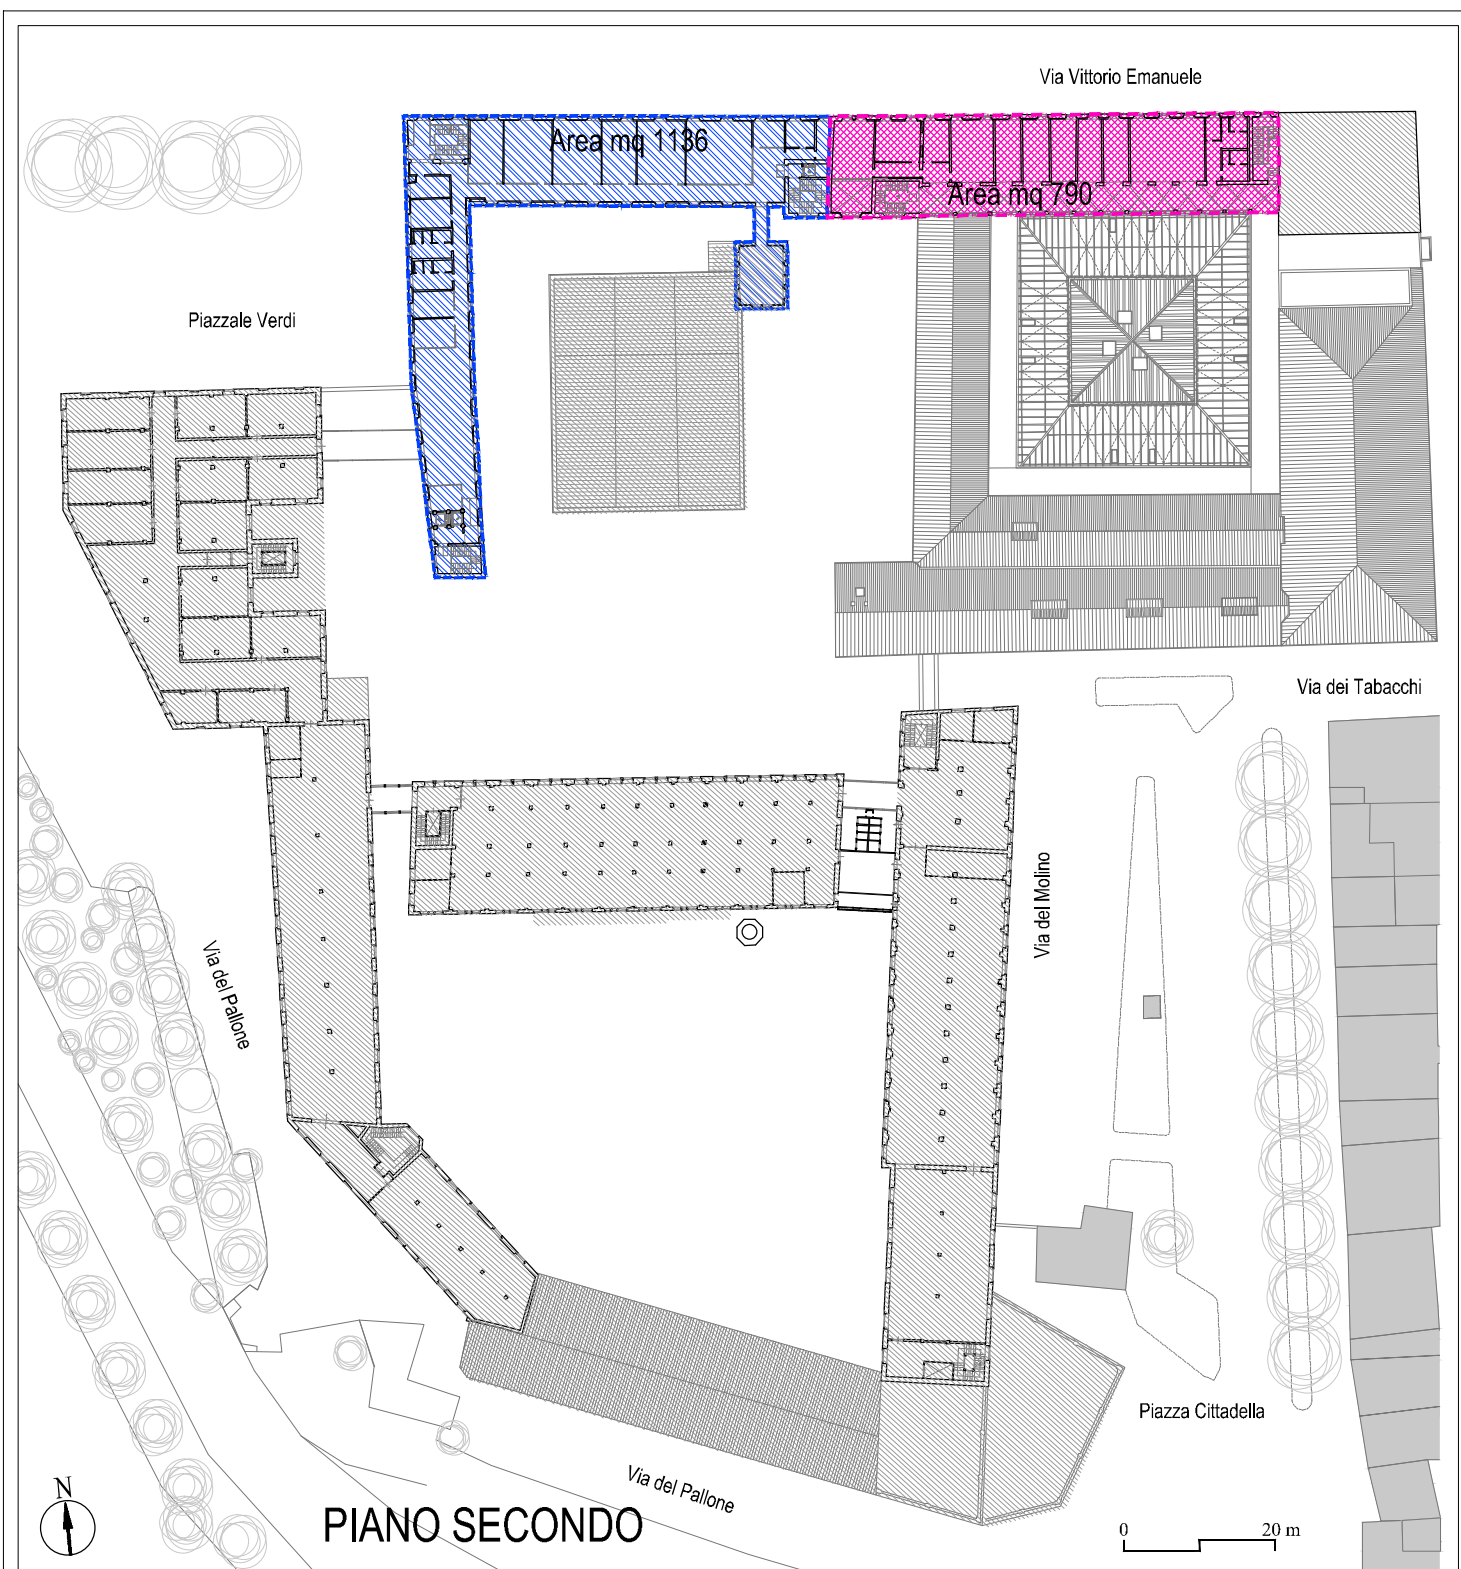 Via Vittorio Emanuele
Area mq 1136
Area mq 790
Piazzale Verdi
Via dei Tabacchi
Via del Molino
Via del Pallone
Piazza Cittadella
Via del Pallone
N
PIANO SECONDO
0 20 m